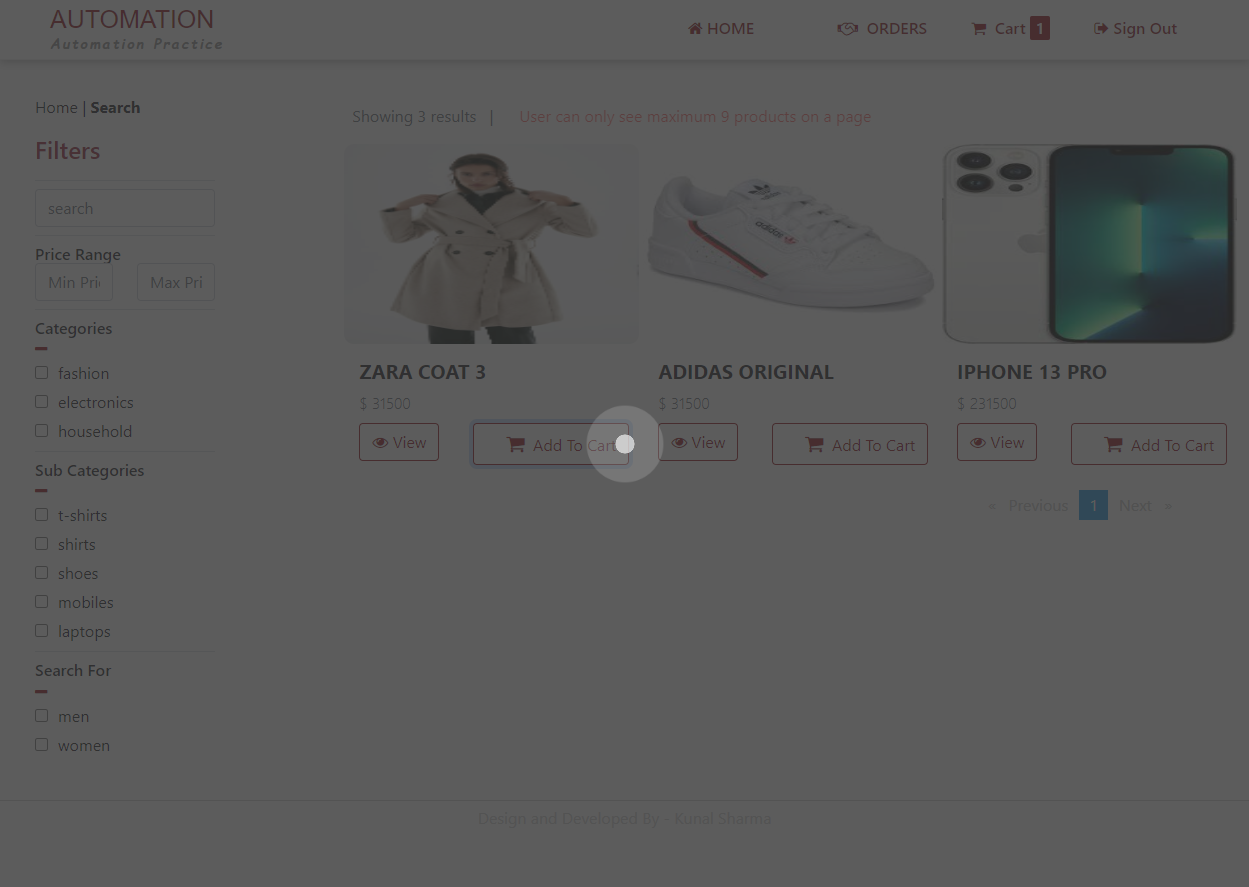 AUTOMATION
Automation Practice
HOME
ORDERS
Cart 1
Sign Out
Home | Search
Showing 3 results |
User can only see maximum 9 products on a page
Filters
search
Price Range
Min Pri
Max Pri
Categories
fashion
electronics
household
Sub Categories
t-shirts
shirts
shoes
mobiles
laptops
Search For
men
women
adidas
ZARA COAT 3
$ 31500
View
Add To Cart
ADIDAS ORIGINAL
$ 31500
View
Add To Cart
IPHONE 13 PRO
$ 231500
View
Add To Cart
« Previous 1 Next »
Design and Developed By - Kunal Sharma